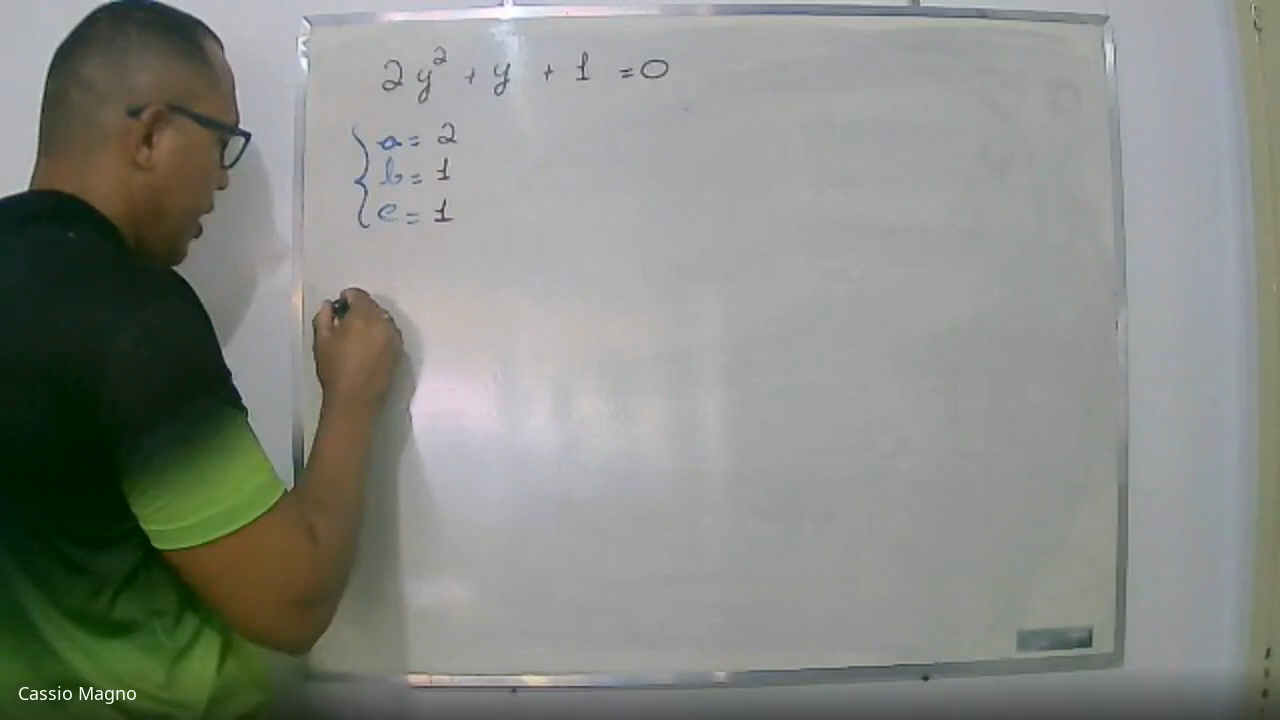 2y² + y + 1 = 0
a = 2
b = 1
c = 1
Cassio Magno